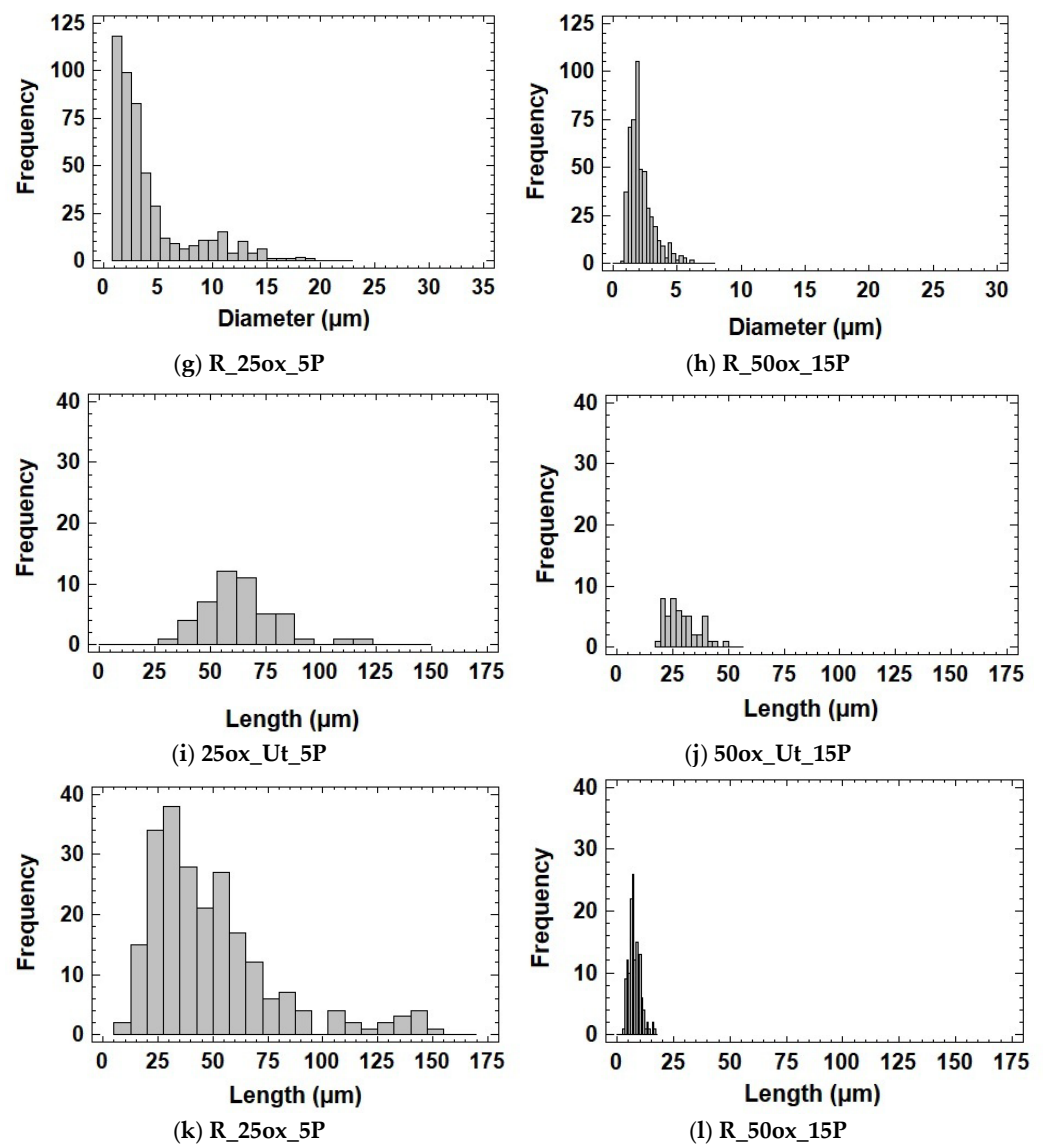 125
100
75
50
25
0
Frequency
0 5 10 15 20 25 30 35
Diameter (µm)
(g) R_25ox_5P
125
100
75
50
25
0
Frequency
0 5 10 15 20 25 30
Diameter (µm)
(h) R_50ox_15P
40
30
20
10
0
Frequency
0 25 50 75 100 125 150 175
Length (µm)
(i) 25ox_Ut_5P
40
30
20
10
0
Frequency
0 25 50 75 100 125 150 175
Length (µm)
(j) 50ox_Ut_15P
40
30
20
10
0
Frequency
0 25 50 75 100 125 150 175
Length (µm)
(k) R_25ox_5P
40
30
20
10
0
Frequency
0 25 50 75 100 125 150 175
Length (µm)
(l) R_50ox_15P